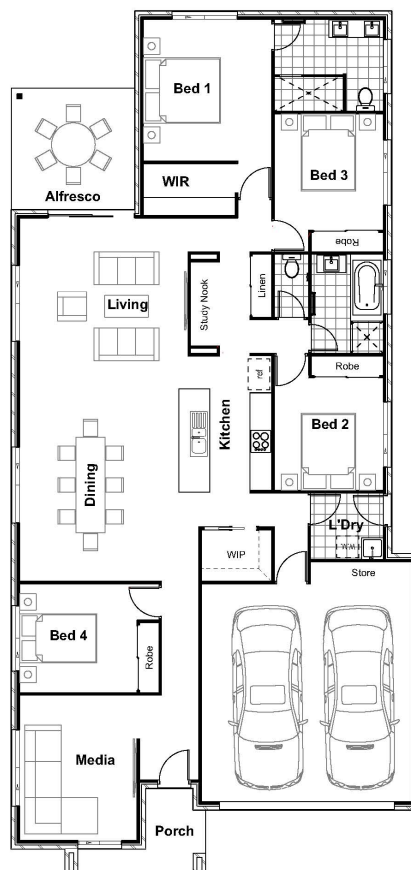 Bed 1
WIR
Bed 3
Robe
Alfresco
Living
Study Nook
Linen
Robe
ref
Kitchen
Bed 2
Dining
L'Dry
W.M
WIP
Store
Bed 4
Robe
Media
Porch